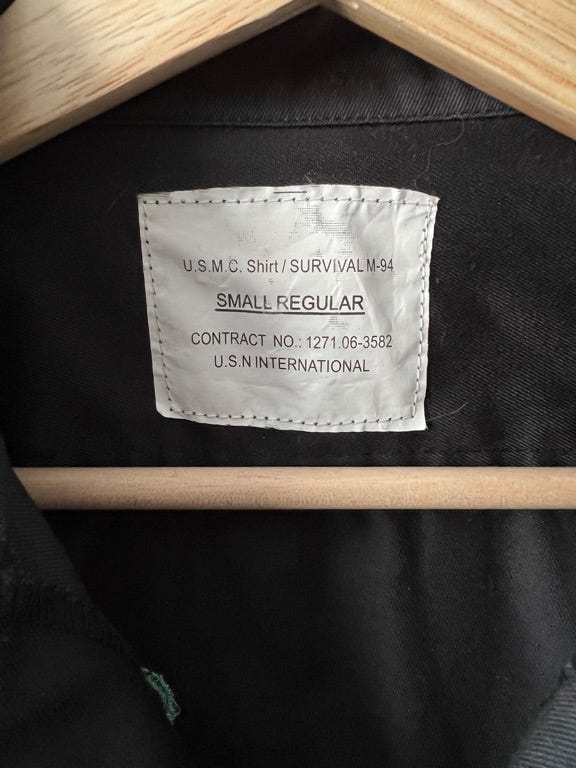 U.S.M.C. Shirt / SURVIVAL M-94
SMALL REGULAR
CONTRACT NO.: 1271.06-3582
U.S.N INTERNATIONAL